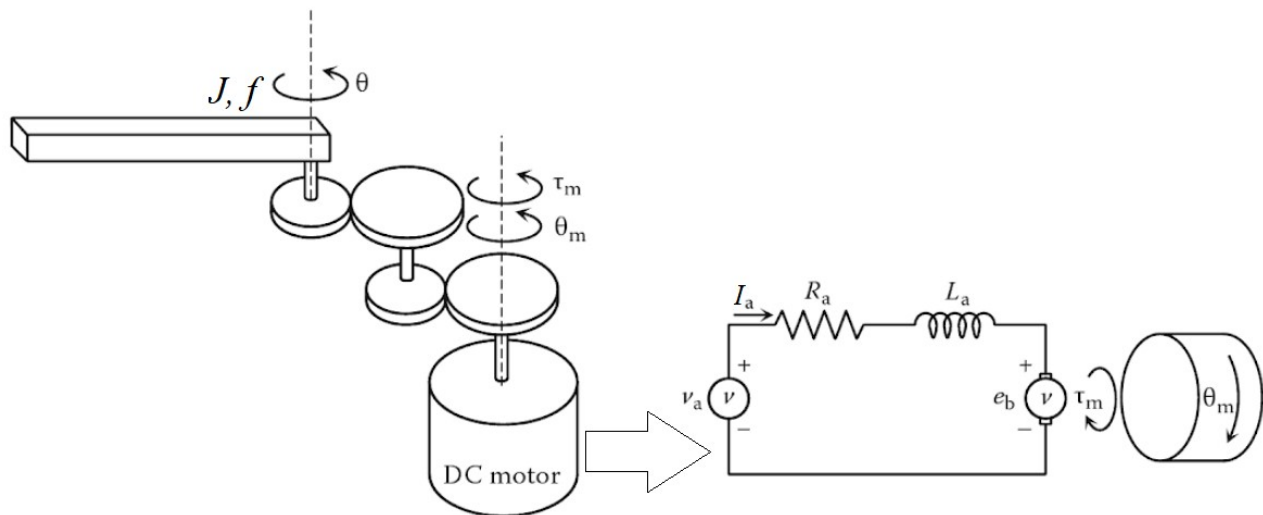 J, f
θ
τm
θm
DC motor
Ia
Ra
La
+
+
va
v
eb
v
τm
θm
−
−